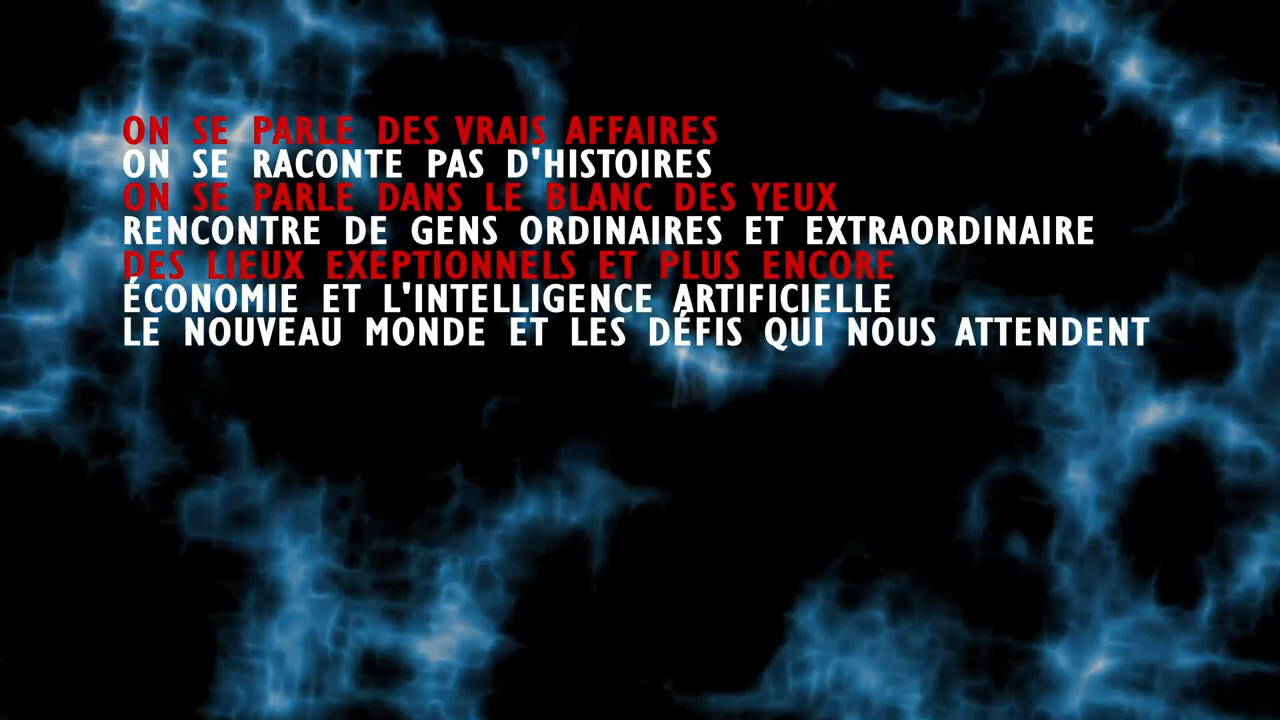 ON SE PARLE DES VRAIS AFFAIRES
ON SE RACONTE PAS D'HISTOIRES
ON SE PARLE DANS LE BLANC DES YEUX
RENCONTRE DE GENS ORDINAIRES ET EXTRAORDINAIRE
DES LIEUX EXEPTIONNELS ET PLUS ENCORE
ÉCONOMIE ET L'INTELLIGENCE ARTIFICIELLE
LE NOUVEAU MONDE ET LES DÉFIS QUI NOUS ATTENDENT